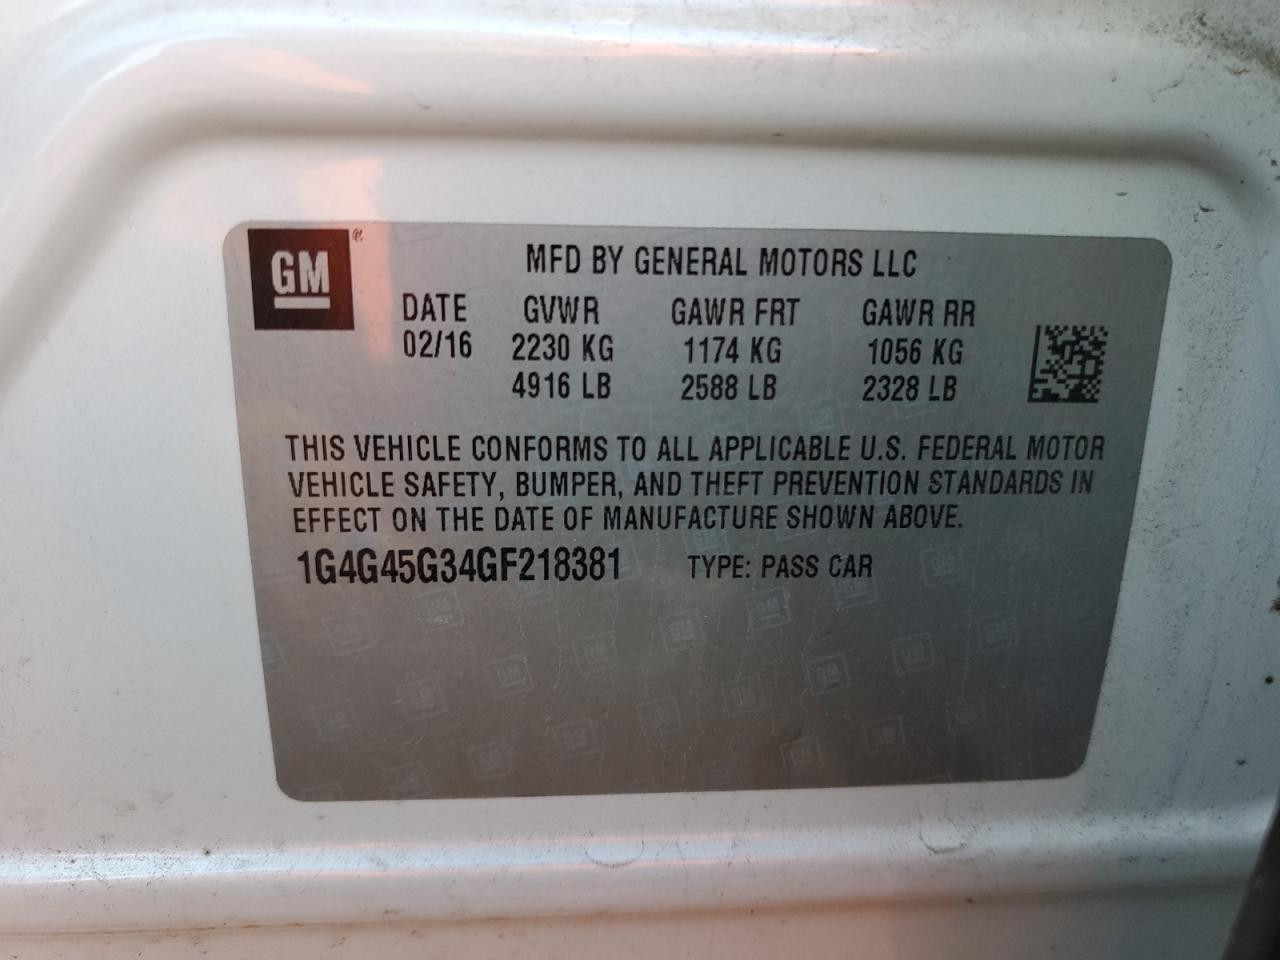 GM®
MFD BY GENERAL MOTORS LLC
DATE GVWR GAWR FRT GAWR RR
02/16 2230 KG 1174 KG 1056 KG
4916 LB 2588 LB 2328 LB
THIS VEHICLE CONFORMS TO ALL APPLICABLE U.S. FEDERAL MOTOR
VEHICLE SAFETY, BUMPER, AND THEFT PREVENTION STANDARDS IN
EFFECT ON THE DATE OF MANUFACTURE SHOWN ABOVE.
1G4G45G34GF218381 TYPE: PASS CAR